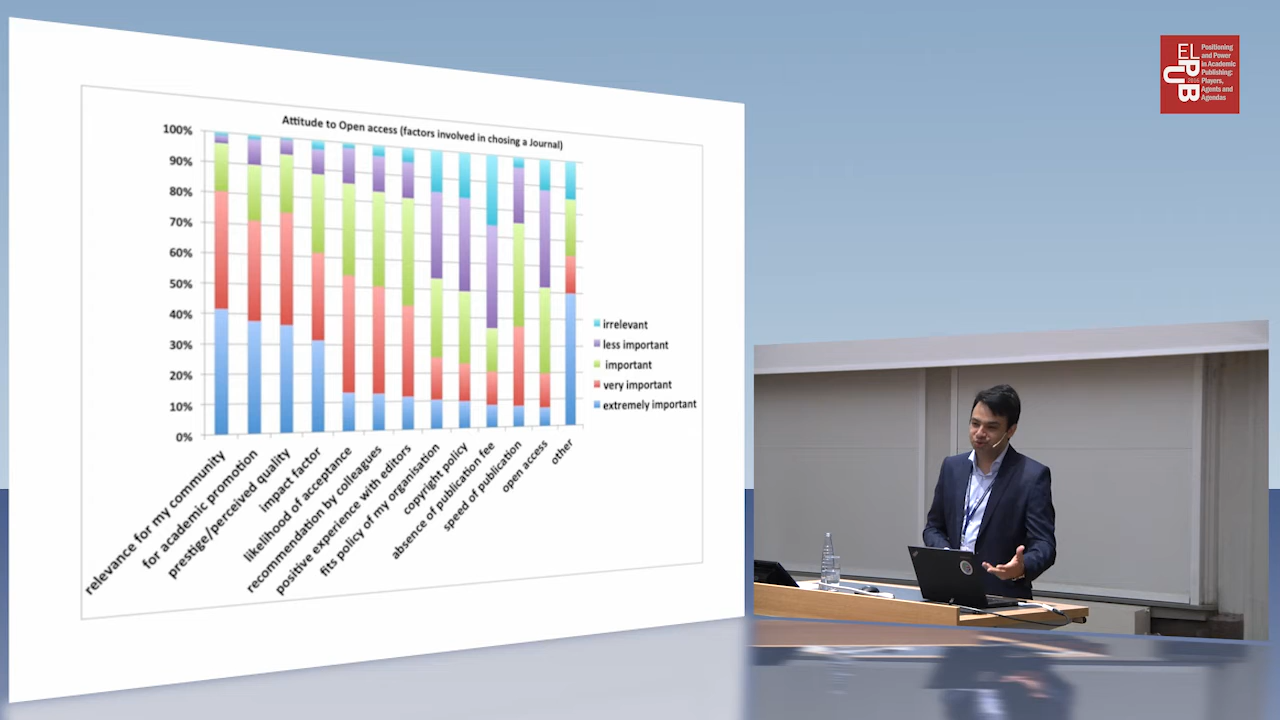 Attitude to Open access (factors involved in chosing a Journal)
100%
90%
80%
70%
60%
50%
40%
30%
20%
10%
0%
relevance for my community
for academic promotion
prestige/perceived quality
impact factor
likelihood of acceptance
recommendation by colleagues
positive experience with editors
fits policy of my organisation
copyright policy
absence of publication fee
speed of publication
open access
other
irrelevant
less important
important
very important
extremely important
EL
PUB
2016
Positioning
and Power
in Academic
Publishing:
Players,
Agents and
Agendas